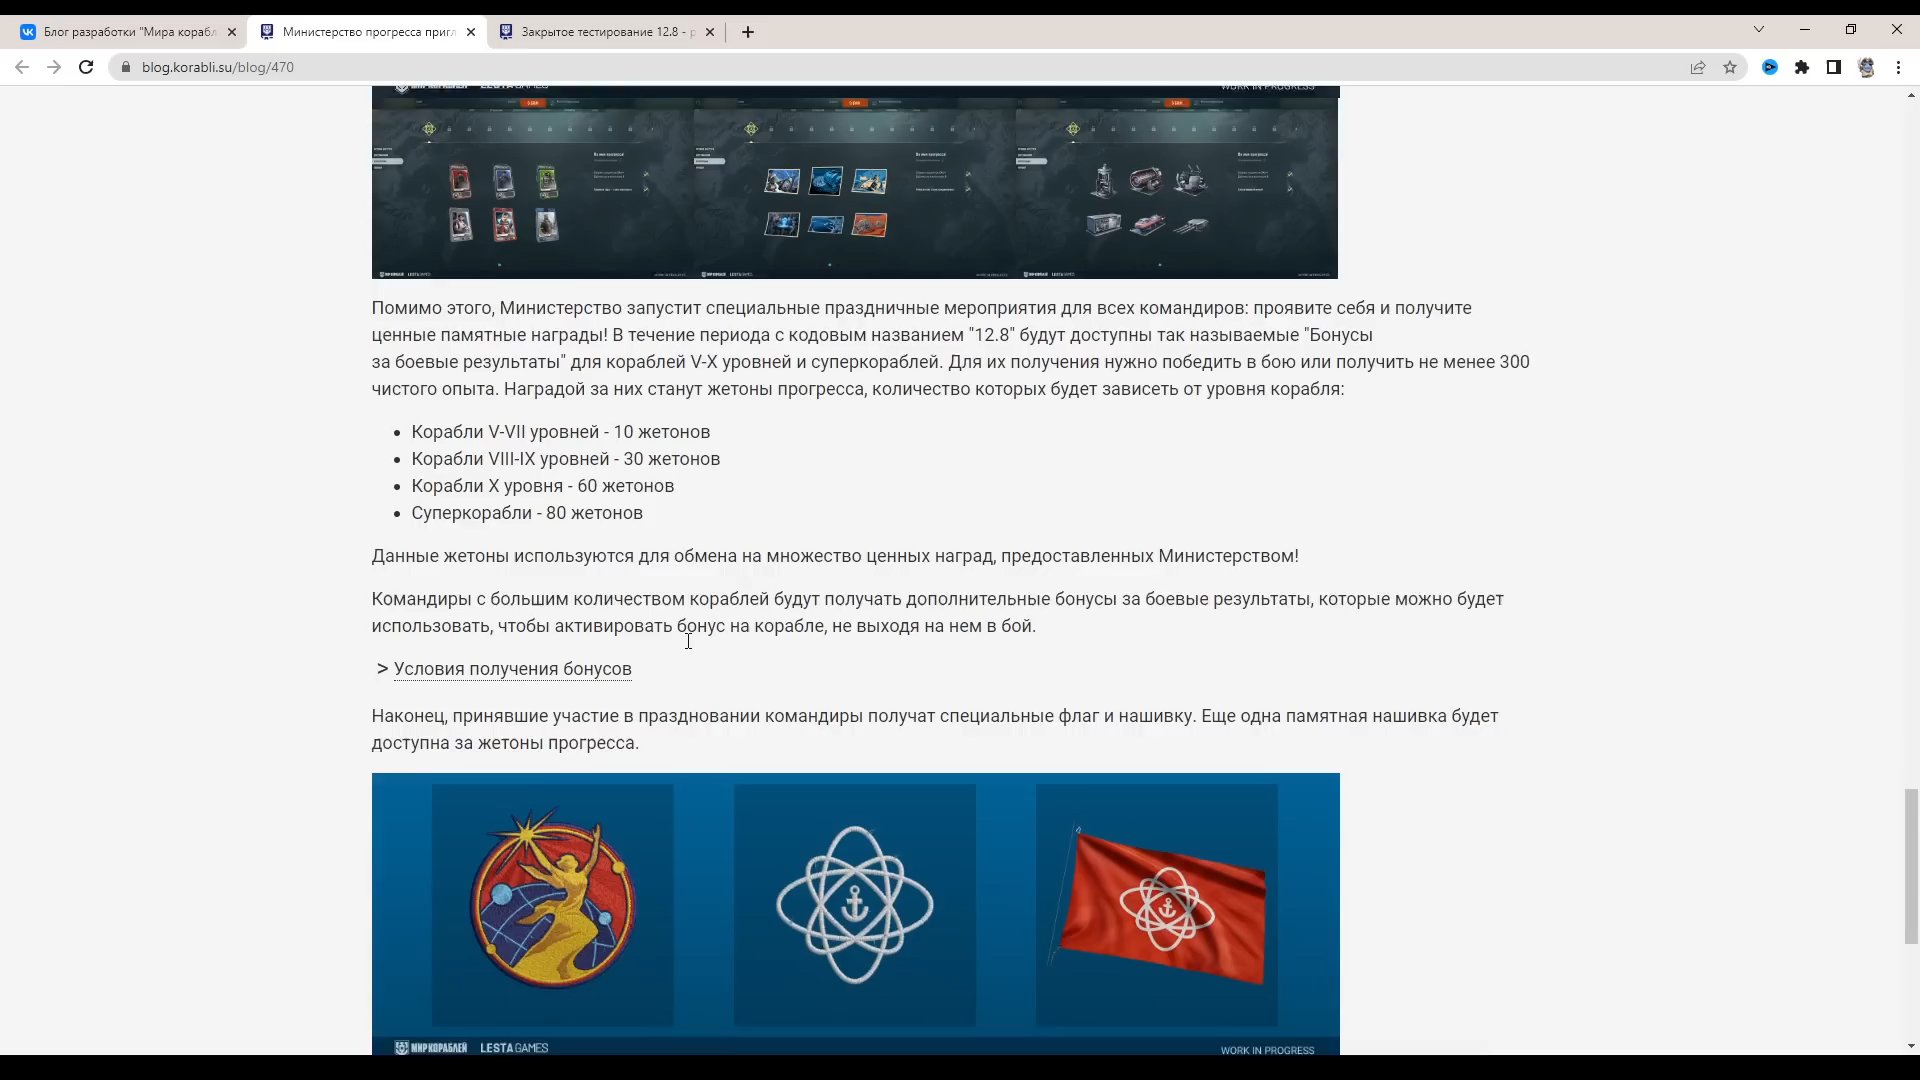 Блог разработки "Мира корабл
Министерство прогресса пригл
Закрытое тестирование 12.8 - р
blog.korabli.su/blog/470
МИР КОРАБЛЕЙ LESTA GAMES
WORK IN PROGRESS
Помимо этого, Министерство запустит специальные праздничные мероприятия для всех командиров: проявите себя и получите
ценные памятные награды! В течение периода с кодовым названием "12.8" будут доступны так называемые "Бонусы
за боевые результаты" для кораблей V-X уровней и суперкораблей. Для их получения нужно победить в бою или получить не менее 300
чистого опыта. Наградой за них станут жетоны прогресса, количество которых будет зависеть от уровня корабля:
• Корабли V-VII уровней - 10 жетонов
• Корабли VIII-IX уровней - 30 жетонов
• Корабли X уровня - 60 жетонов
• Суперкорабли - 80 жетонов
Данные жетоны используются для обмена на множество ценных наград, предоставленных Министерством!
Командиры с большим количеством кораблей будут получать дополнительные бонусы за боевые результаты, которые можно будет
использовать, чтобы активировать бонус на корабле, не выходя на нем в бой.
> Условия получения бонусов
Наконец, принявшие участие в праздновании командиры получат специальные флаг и нашивку. Еще одна памятная нашивка будет
доступна за жетоны прогресса.
МИР КОРАБЛЕЙ LESTA GAMES
WORK IN PROGRESS